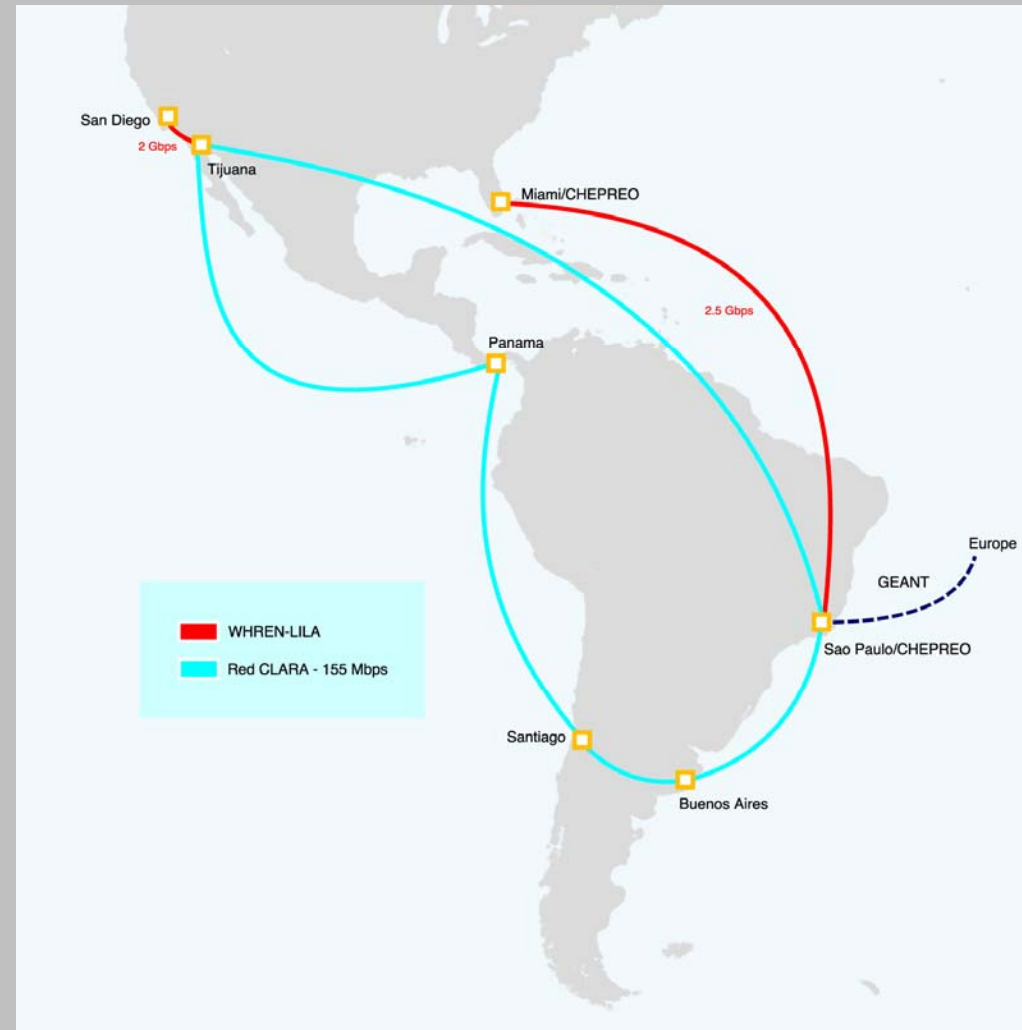 San Diego
2 Gbps
Tijuana
Miami/CHEPREO
2.5 Gbps
Panama
Europe
GEANT
WHREN-LILA
Sao Paulo/CHEPREO
Red CLARA - 155 Mbps
Santiago
Buenos Aires